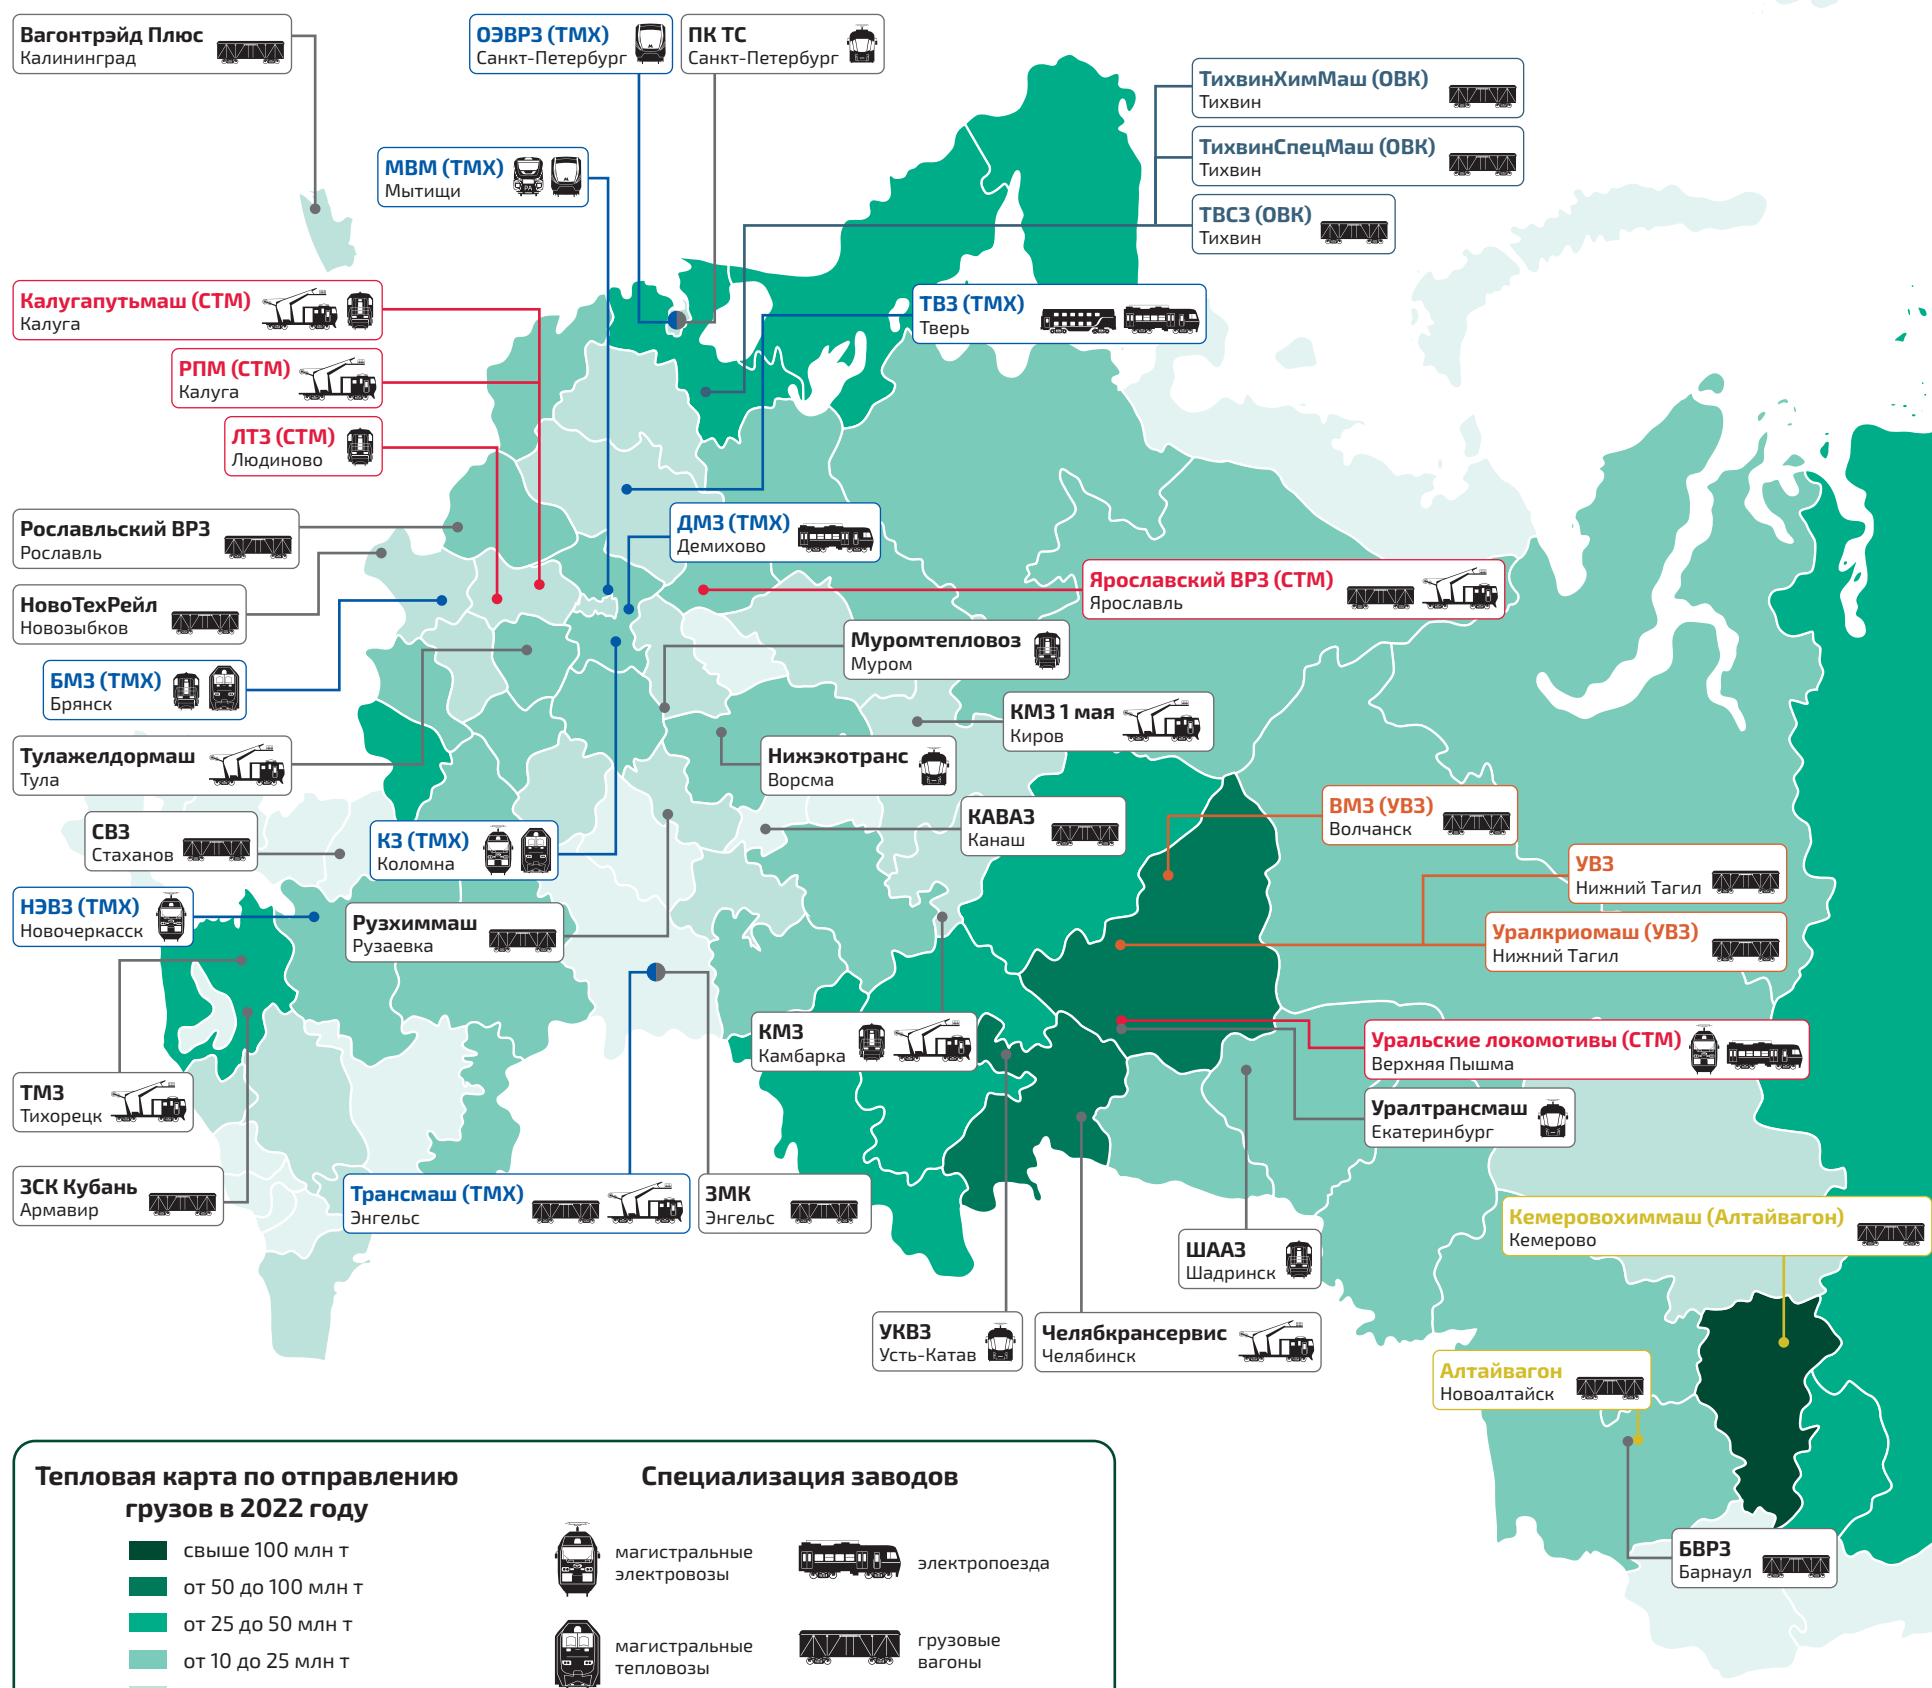 Вагонтрэйд Плюс
Калининград
ОЭВРЗ (ТМХ)
Санкт-Петербург
ПК ТС
Санкт-Петербург
ТихвинХимМаш (ОВК)
Тихвин
ТихвинСпецМаш (ОВК)
Тихвин
ТВСЗ (ОВК)
Тихвин
МВМ (ТМХ)
Мытищи
Калугапутьмаш (СТМ)
Калуга
ТВЗ (ТМХ)
Тверь
РПМ (СТМ)
Калуга
ЛТЗ (СТМ)
Людиново
Рославльский ВРЗ
Рославль
ДМЗ (ТМХ)
Демихово
Ярославский ВРЗ (СТМ)
Ярославль
НовоТехРейл
Новозыбков
Муромтепловоз
Муром
БМЗ (ТМХ)
Брянск
КМЗ 1 мая
Киров
Тулажелдормаш
Тула
Нижэкотранс
Ворсма
ВМЗ (УВЗ)
Волчанск
СВЗ
Стаханов
КЗ (ТМХ)
Коломна
КАВАЗ
Канаш
УВЗ
Нижний Тагил
НЭВЗ (ТМХ)
Новочеркасск
Рузхиммаш
Рузаевка
Уралкриомаш (УВЗ)
Нижний Тагил
КМЗ
Камбарка
Уральские локомотивы (СТМ)
Верхняя Пышма
ТМЗ
Тихорецк
Уралтрансмаш
Екатеринбург
ЗСК Кубань
Армавир
Трансмаш (ТМХ)
Энгельс
ЗМК
Энгельс
Кемеровохиммаш (Алтайвагон)
Кемерово
ШААЗ
Шадринск
УКВЗ
Усть-Катав
Челябкрансервис
Челябинск
Алтайвагон
Новоалтайск
БВРЗ
Барнаул
Тепловая карта по отправлению
грузов в 2022 году
свыше 100 млн т
от 50 до 100 млн т
от 25 до 50 млн т
от 10 до 25 млн т
Специализация заводов
магистральные
электровозы
электропоезда
магистральные
тепловозы
грузовые
вагоны